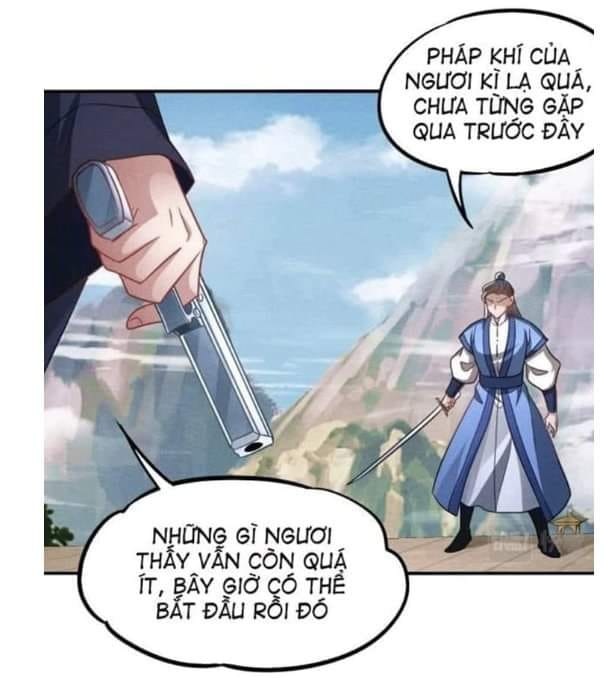 PHÁP KHÍ CỦA
NGƯƠI KÌ LẠ QUÁ,
CHƯA TỪNG GẶP
QUA TRƯỚC ĐÂY
NHỮNG GÌ NGƯƠI
THẤY VẪN CÒN QUÁ
ÍT, BÂY GIỜ CÓ THỂ
BẮT ĐẦU RỒI ĐÓ